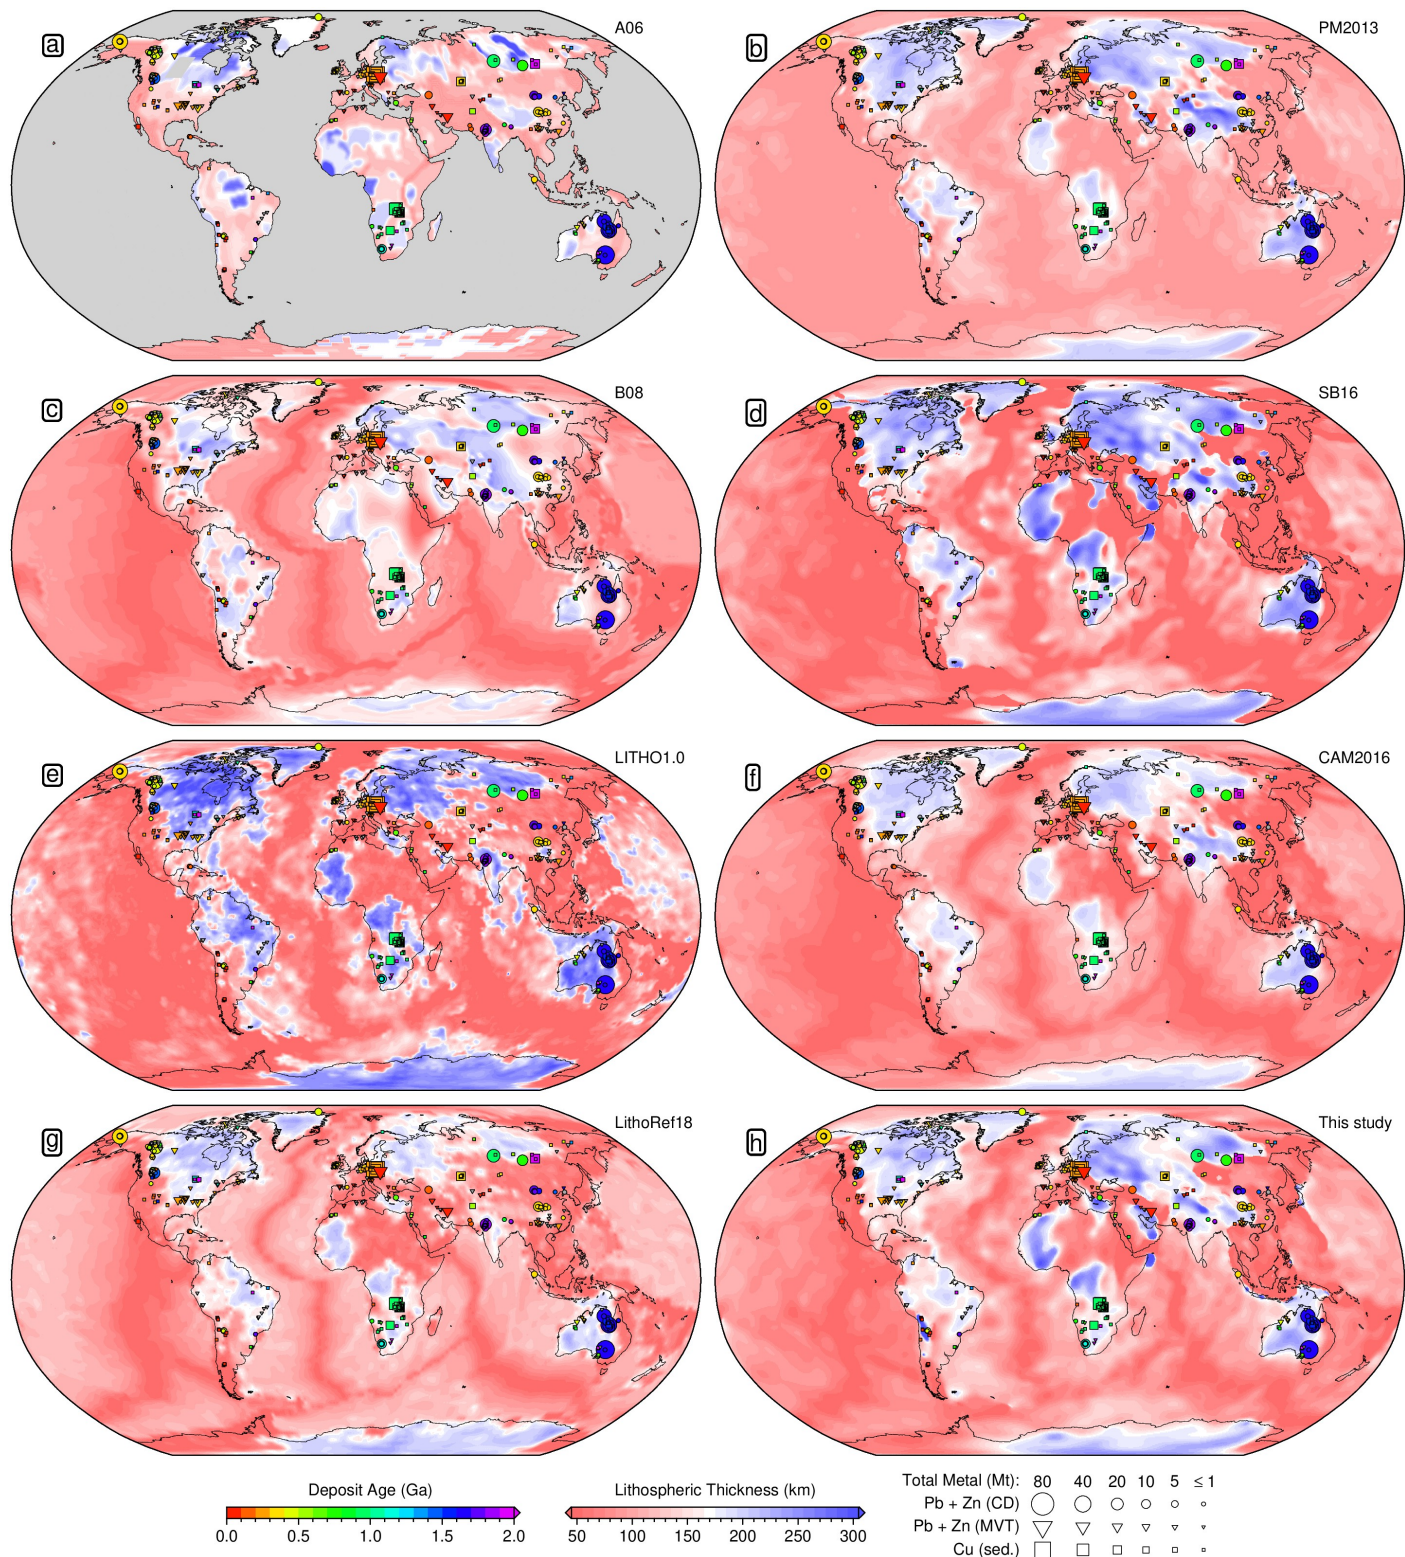 a
A06
b
PM2013
c
B08
d
SB16
e
LITHO1.0
f
CAM2016
g
LithoRef18
h
This study
Deposit Age (Ga)
0.0 0.5 1.0 1.5 2.0
Lithospheric Thickness (km)
50 100 150 200 250 300
Total Metal (Mt): 80 40 20 10 5 ≤ 1
Pb + Zn (CD)
Pb + Zn (MVT)
Cu (sed.)